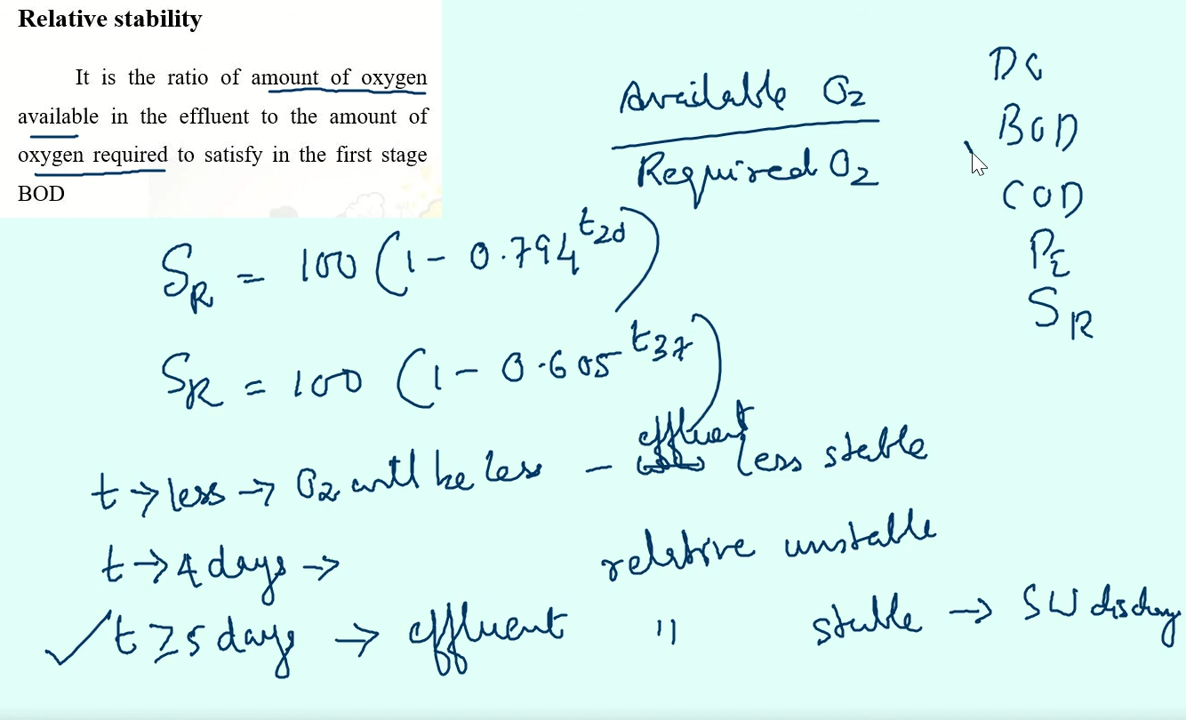 Relative stability
It is the ratio of amount of oxygen
available in the effluent to the amount of
oxygen required to satisfy in the first stage
BOD
Available O₂
Required O₂
DO
BOD
COD
PE
SR
SR = 100 (1 - 0.794^t20)
SR = 100 (1 - 0.605^t37)
t → less → O₂ will be less - effluent less stable
t → 4 days → relative unstable
✓ t ≥ 5 days → effluent " stable → SW discharge